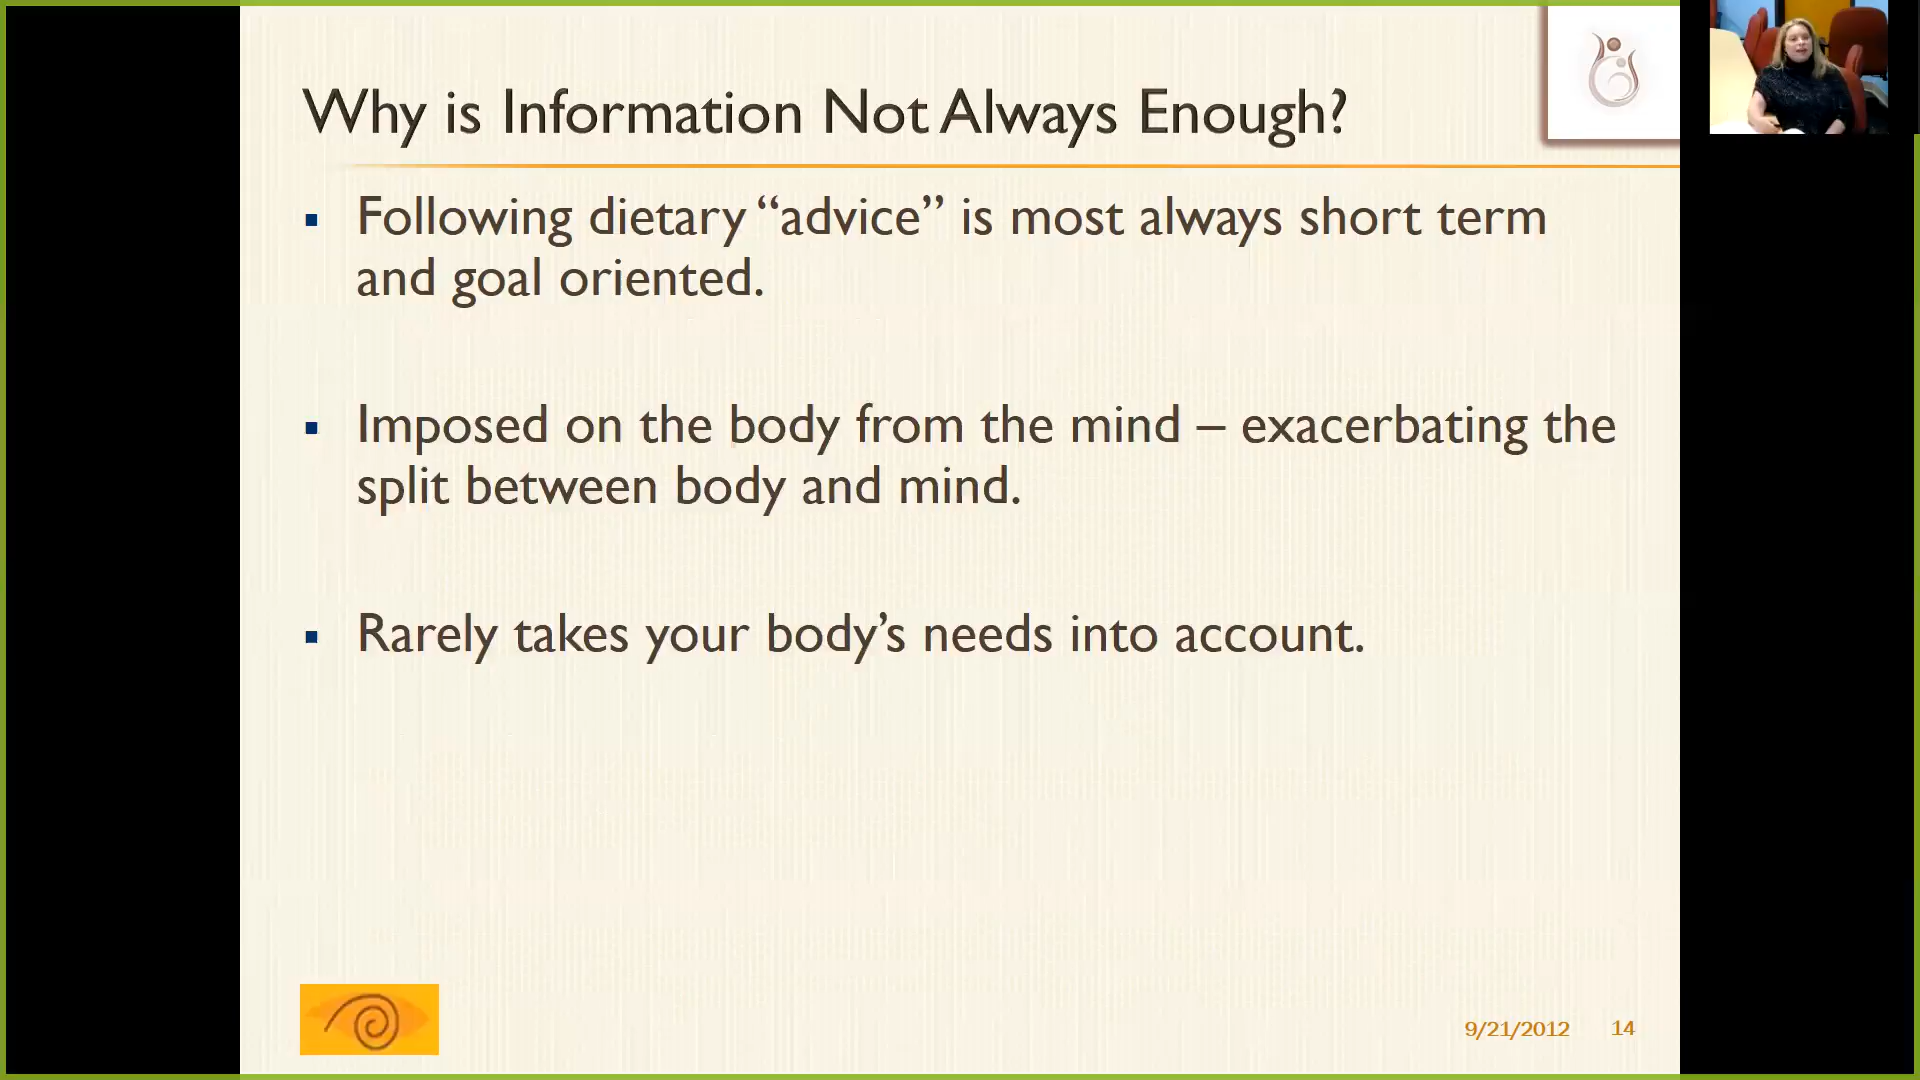 Why is Information Not Always Enough?
▪ Following dietary “advice” is most always short term
and goal oriented.
▪ Imposed on the body from the mind – exacerbating the
split between body and mind.
▪ Rarely takes your body’s needs into account.
9/21/2012 14